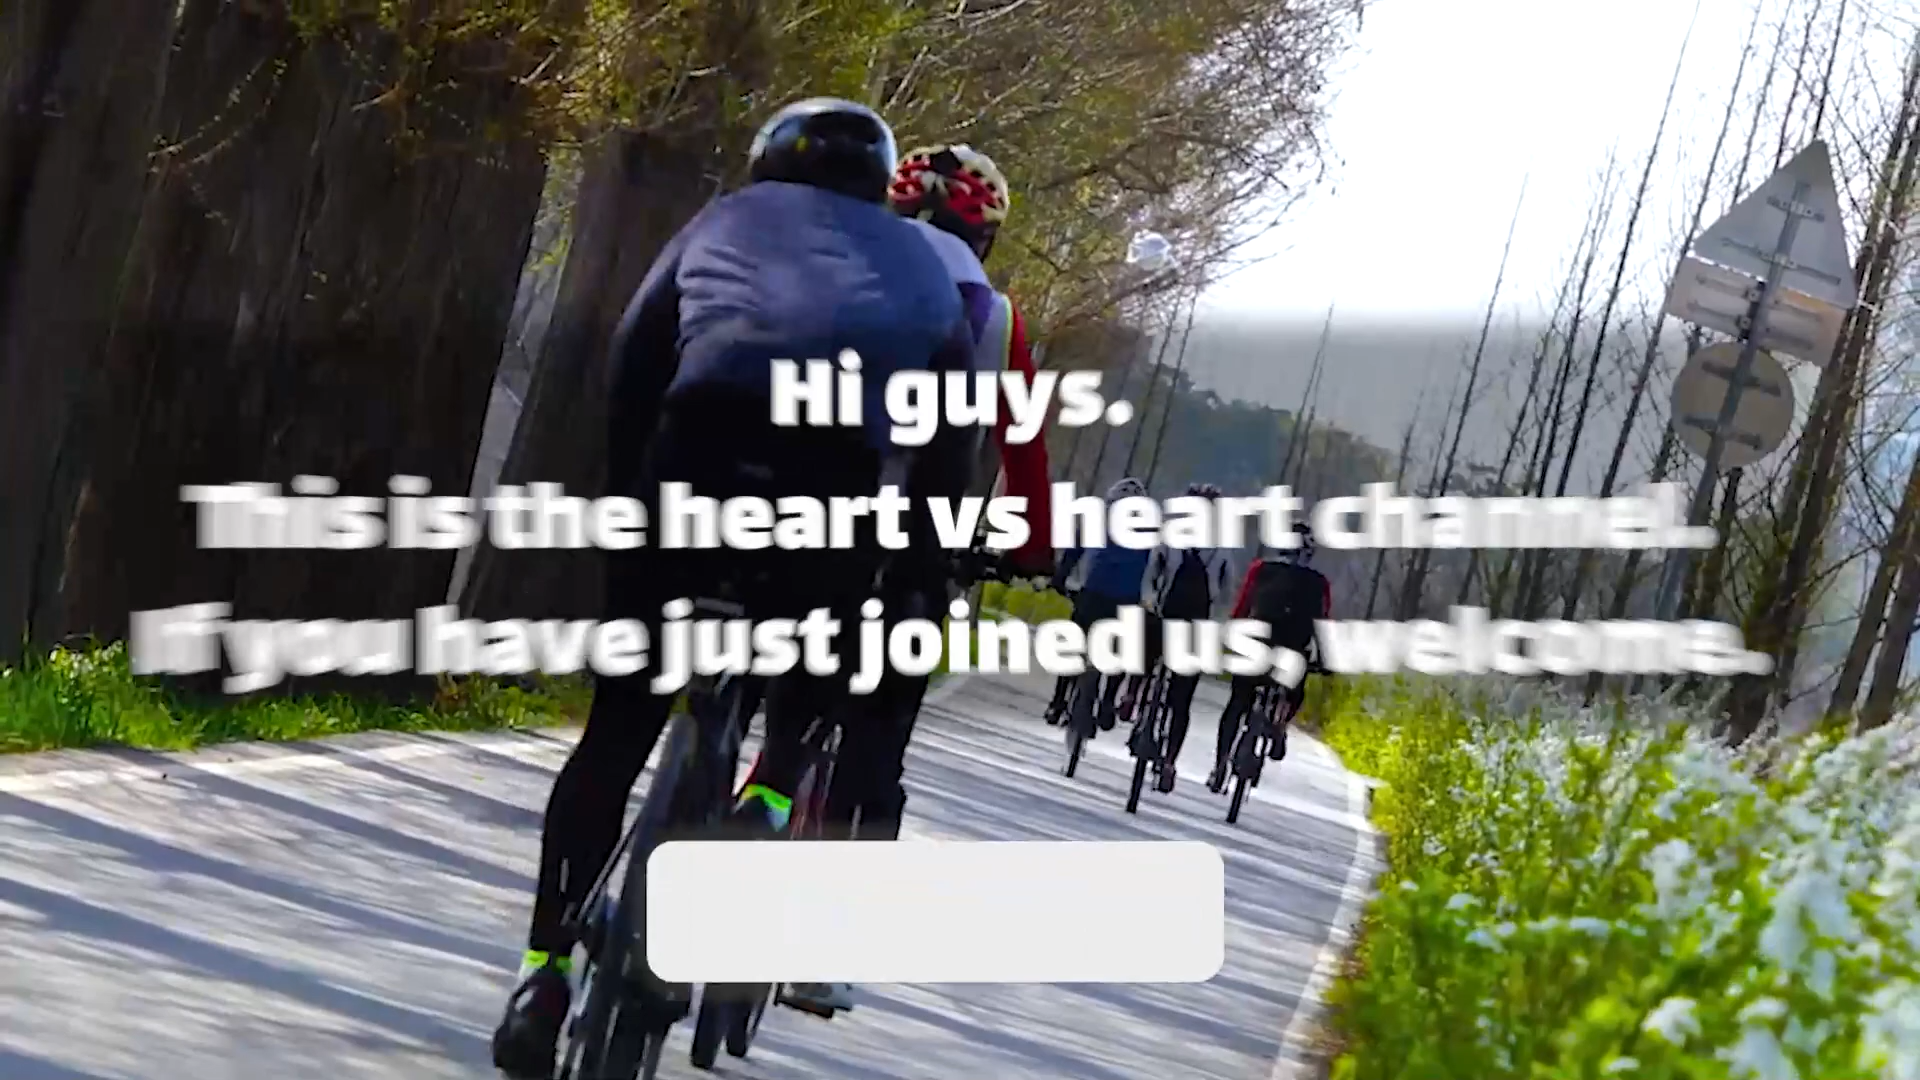 Hi guys.
This is the heart vs heart channel.
If you have just joined us, welcome.